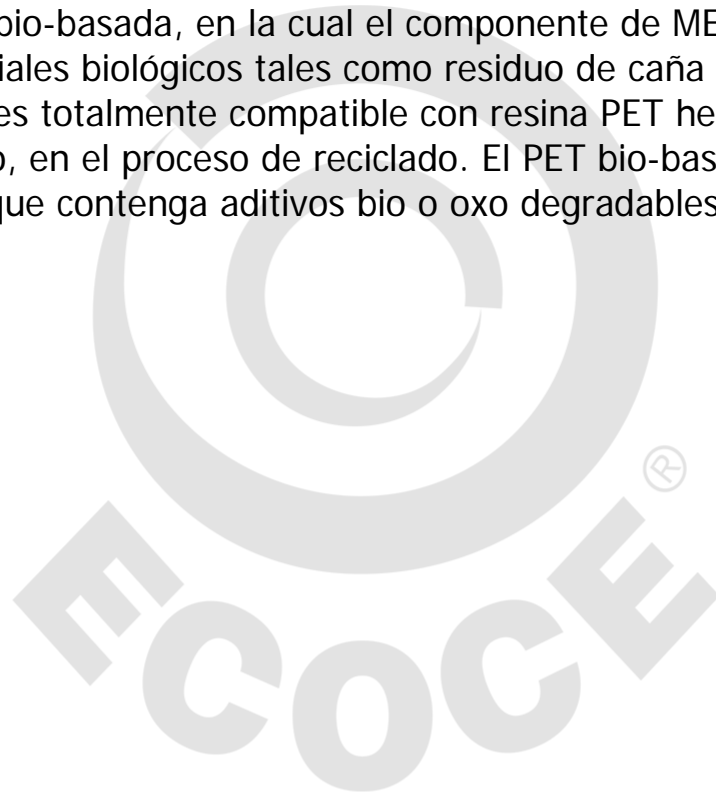 bio-basada, en la cual el componente de ME
iales biológicos tales como residuo de caña
es totalmente compatible con resina PET he
o, en el proceso de reciclado. El PET bio-bas
que contenga aditivos bio o oxo degradables
®
ECOCE